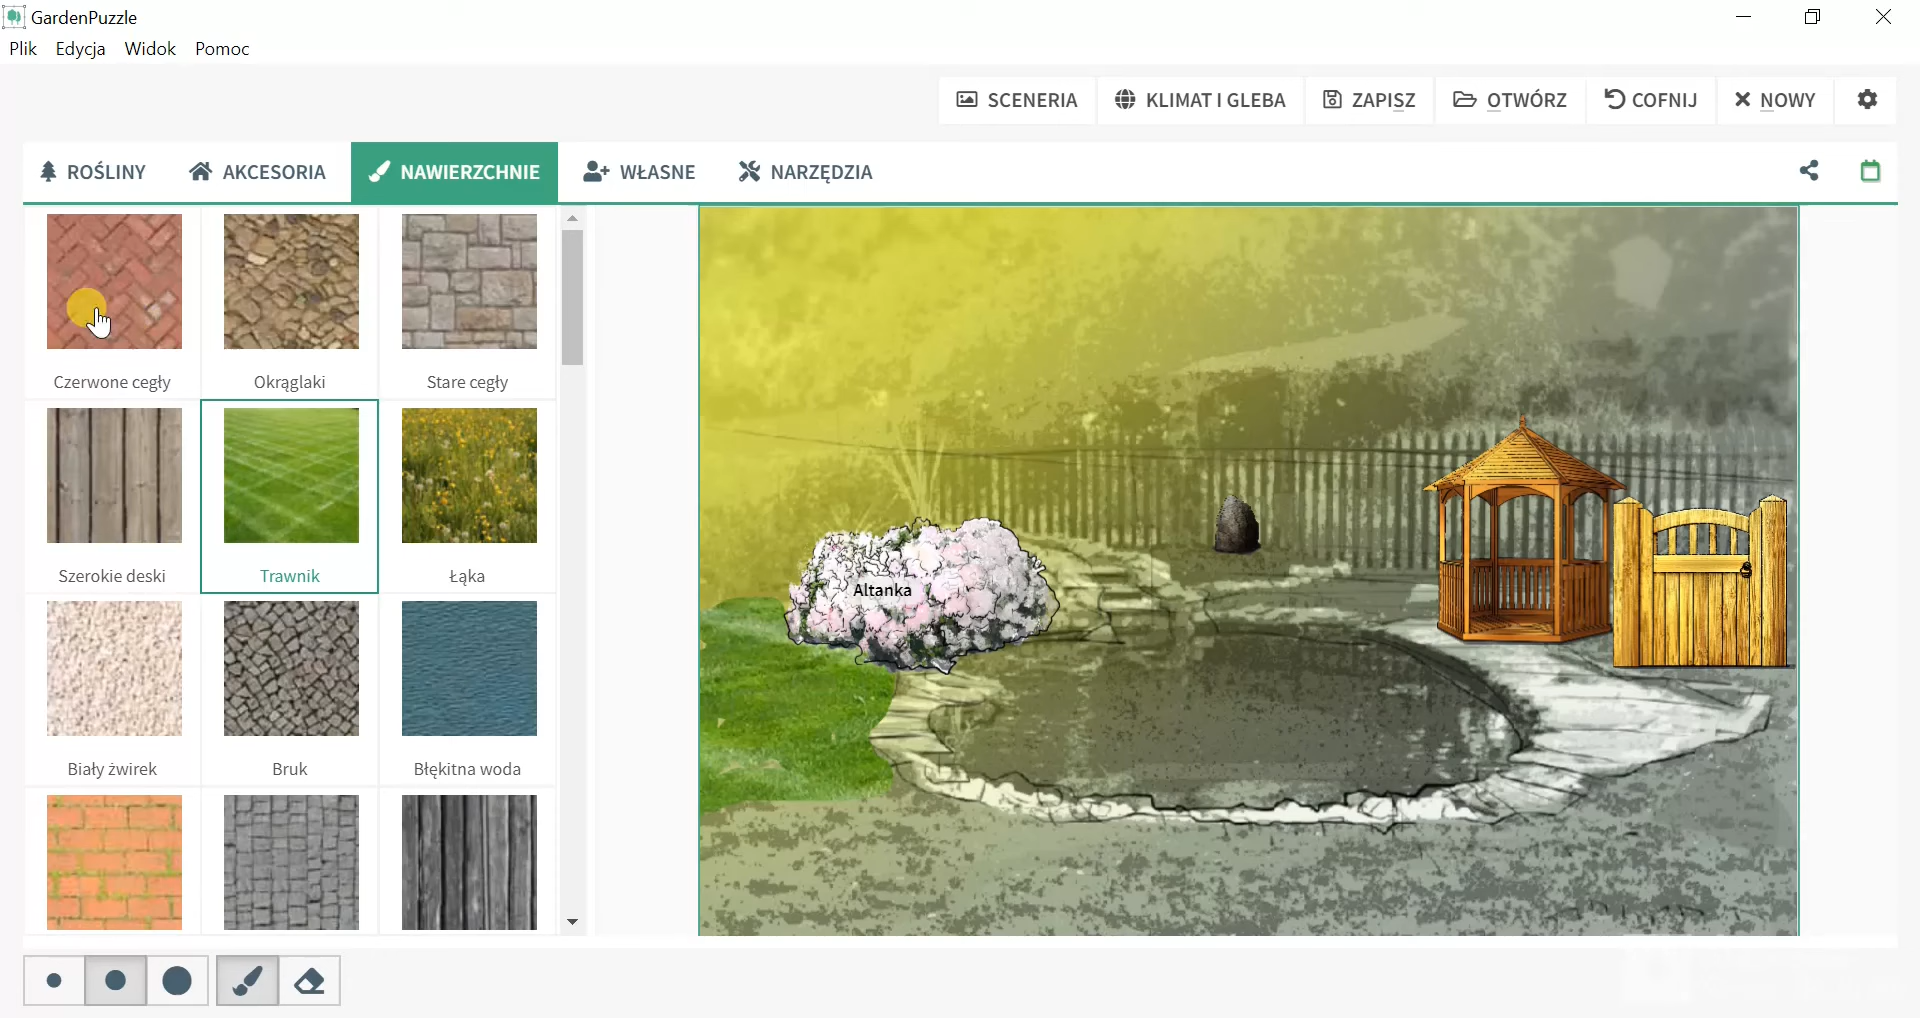 GardenPuzzle
Plik Edycja Widok Pomoc
SCENERIA KLIMAT I GLEBA ZAPISZ OTWÓRZ COFNIJ NOWY
ROŚLINY AKCESORIA NAWIERZCHNIE WŁASNE NARZĘDZIA
Czerwone cegły Okrąglaki Stare cegły
Szerokie deski Trawnik Łąka
Altanka
Biały żwirek Bruk Błękitna woda